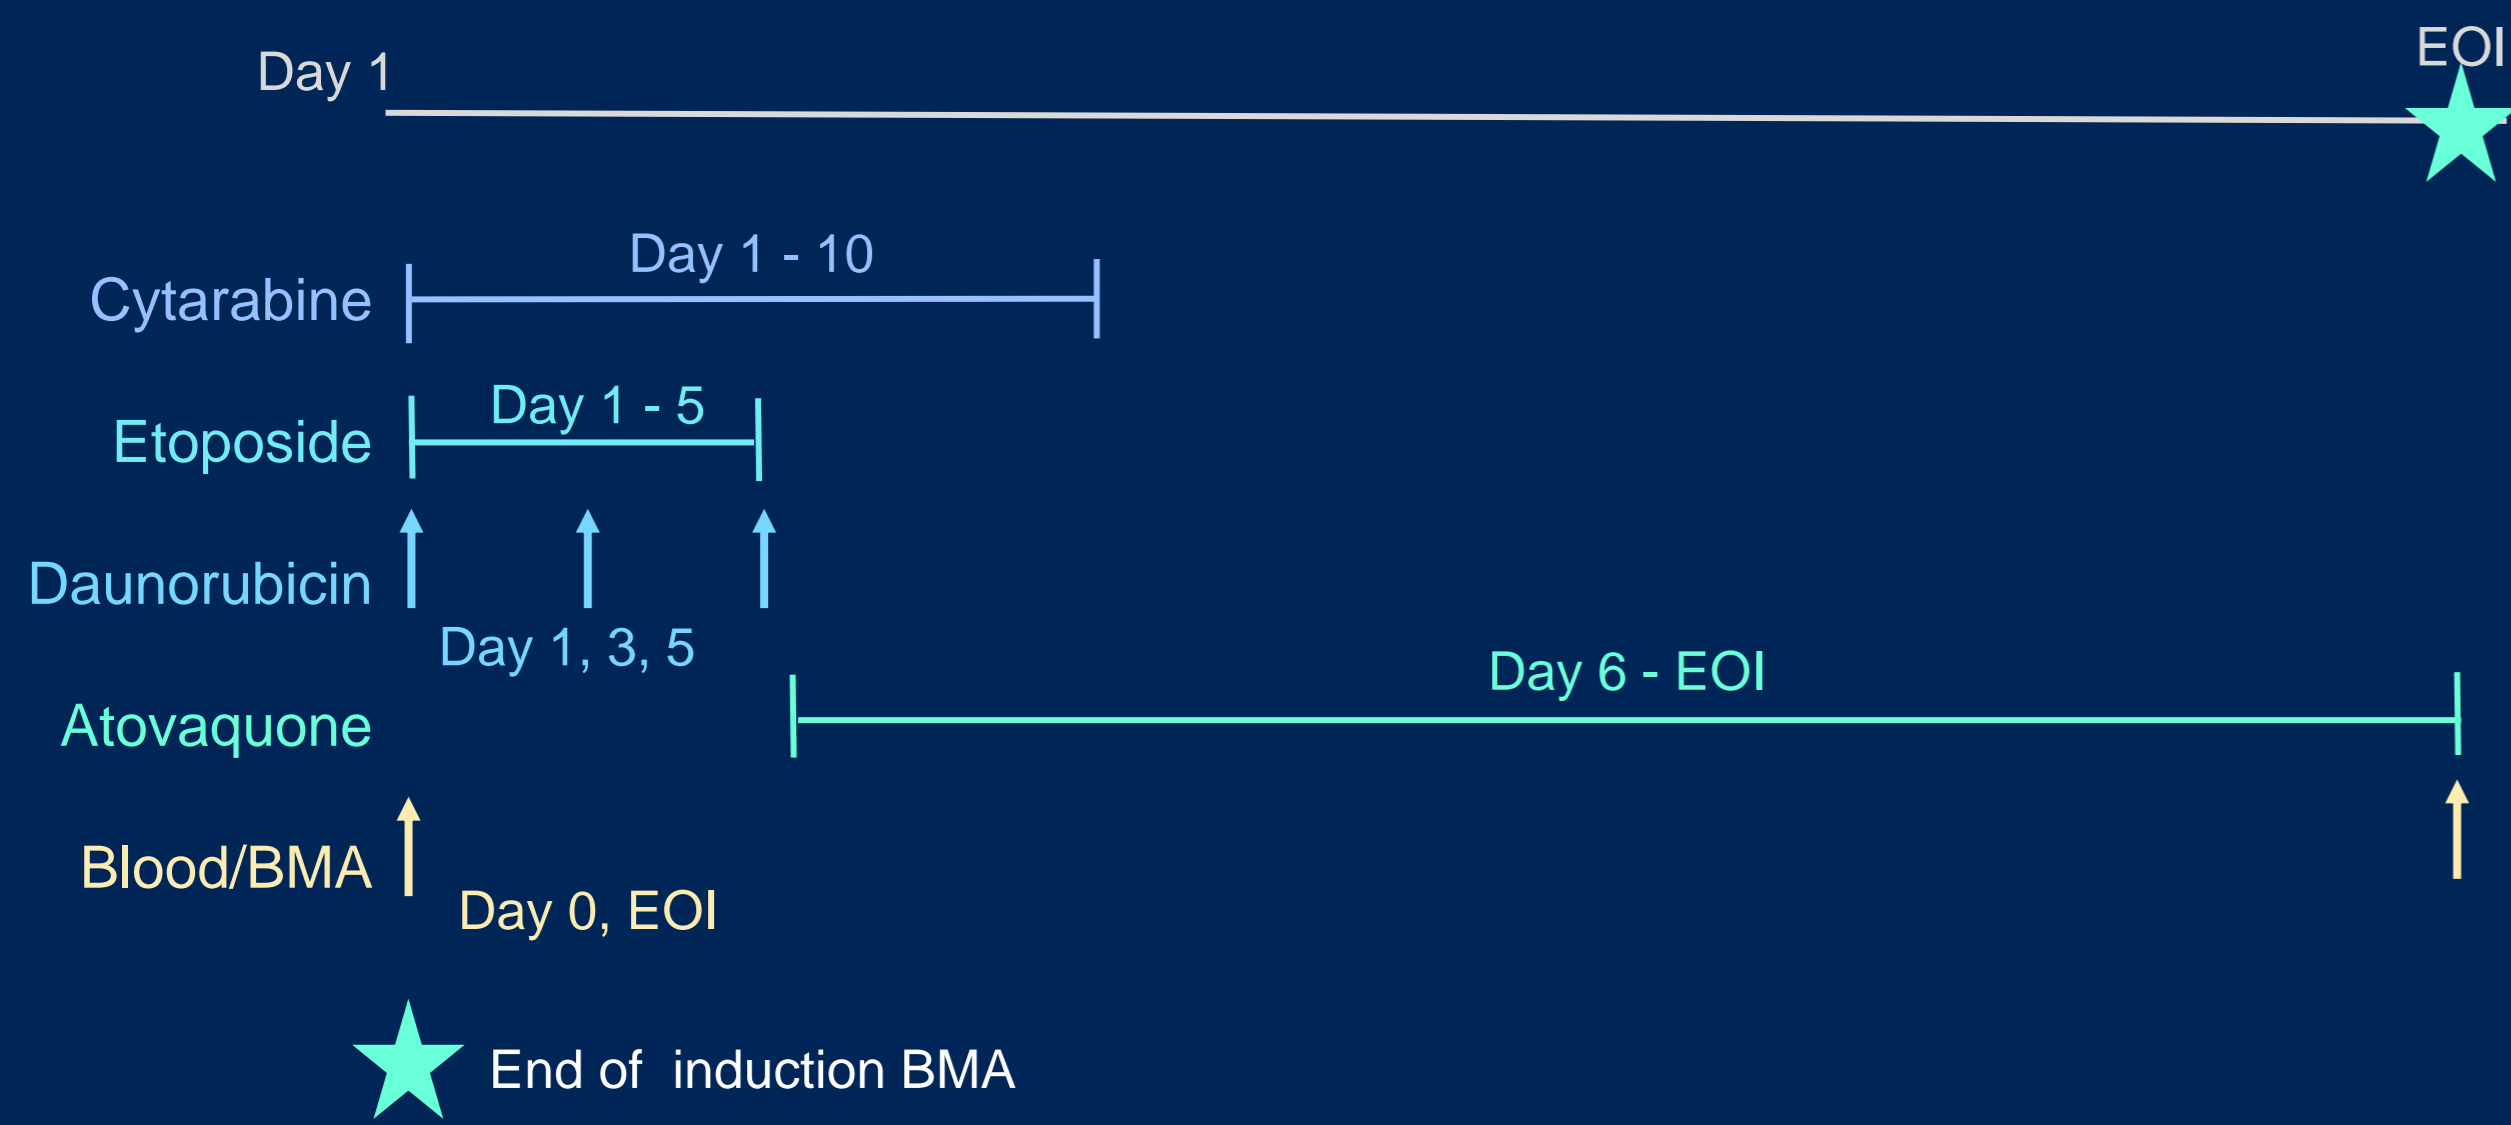 EOI
Day 1
Day 1 - 10
Cytarabine
Day 1 - 5
Etoposide
Daunorubicin
Day 1, 3, 5
Day 6 - EOI
Atovaquone
Blood/BMA
Day 0, EOI
End of  induction BMA